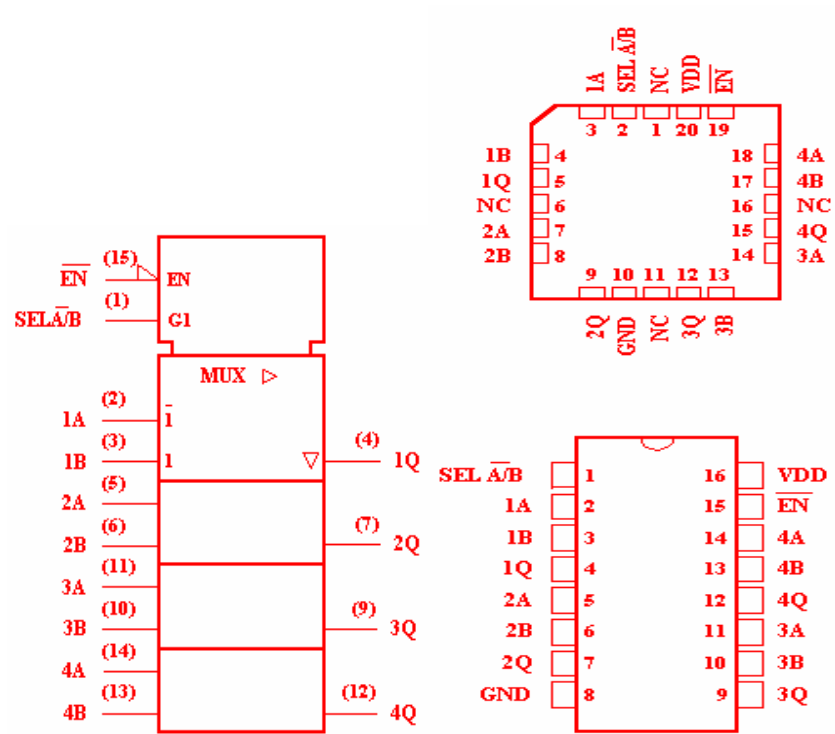 1A SEL A̅/B NC VDD E̅N̅
3 2 1 20 19
1B 4 18 4A
1Q 5 17 4B
NC 6 16 NC
2A 7 15 4Q
2B 8 14 3A
9 10 11 12 13
2Q GND NC 3Q 3B
E̅N̅ (15) EN
SELA̅/B (1) G1
MUX
1A (2) 1̅
1B (3) 1 (4) 1Q
2A (5)
2B (6) (7) 2Q
3A (11)
3B (10) (9) 3Q
4A (14)
4B (13) (12) 4Q
SEL A̅/B 1 16 VDD
1A 2 15 E̅N̅
1B 3 14 4A
1Q 4 13 4B
2A 5 12 4Q
2B 6 11 3A
2Q 7 10 3B
GND 8 9 3Q